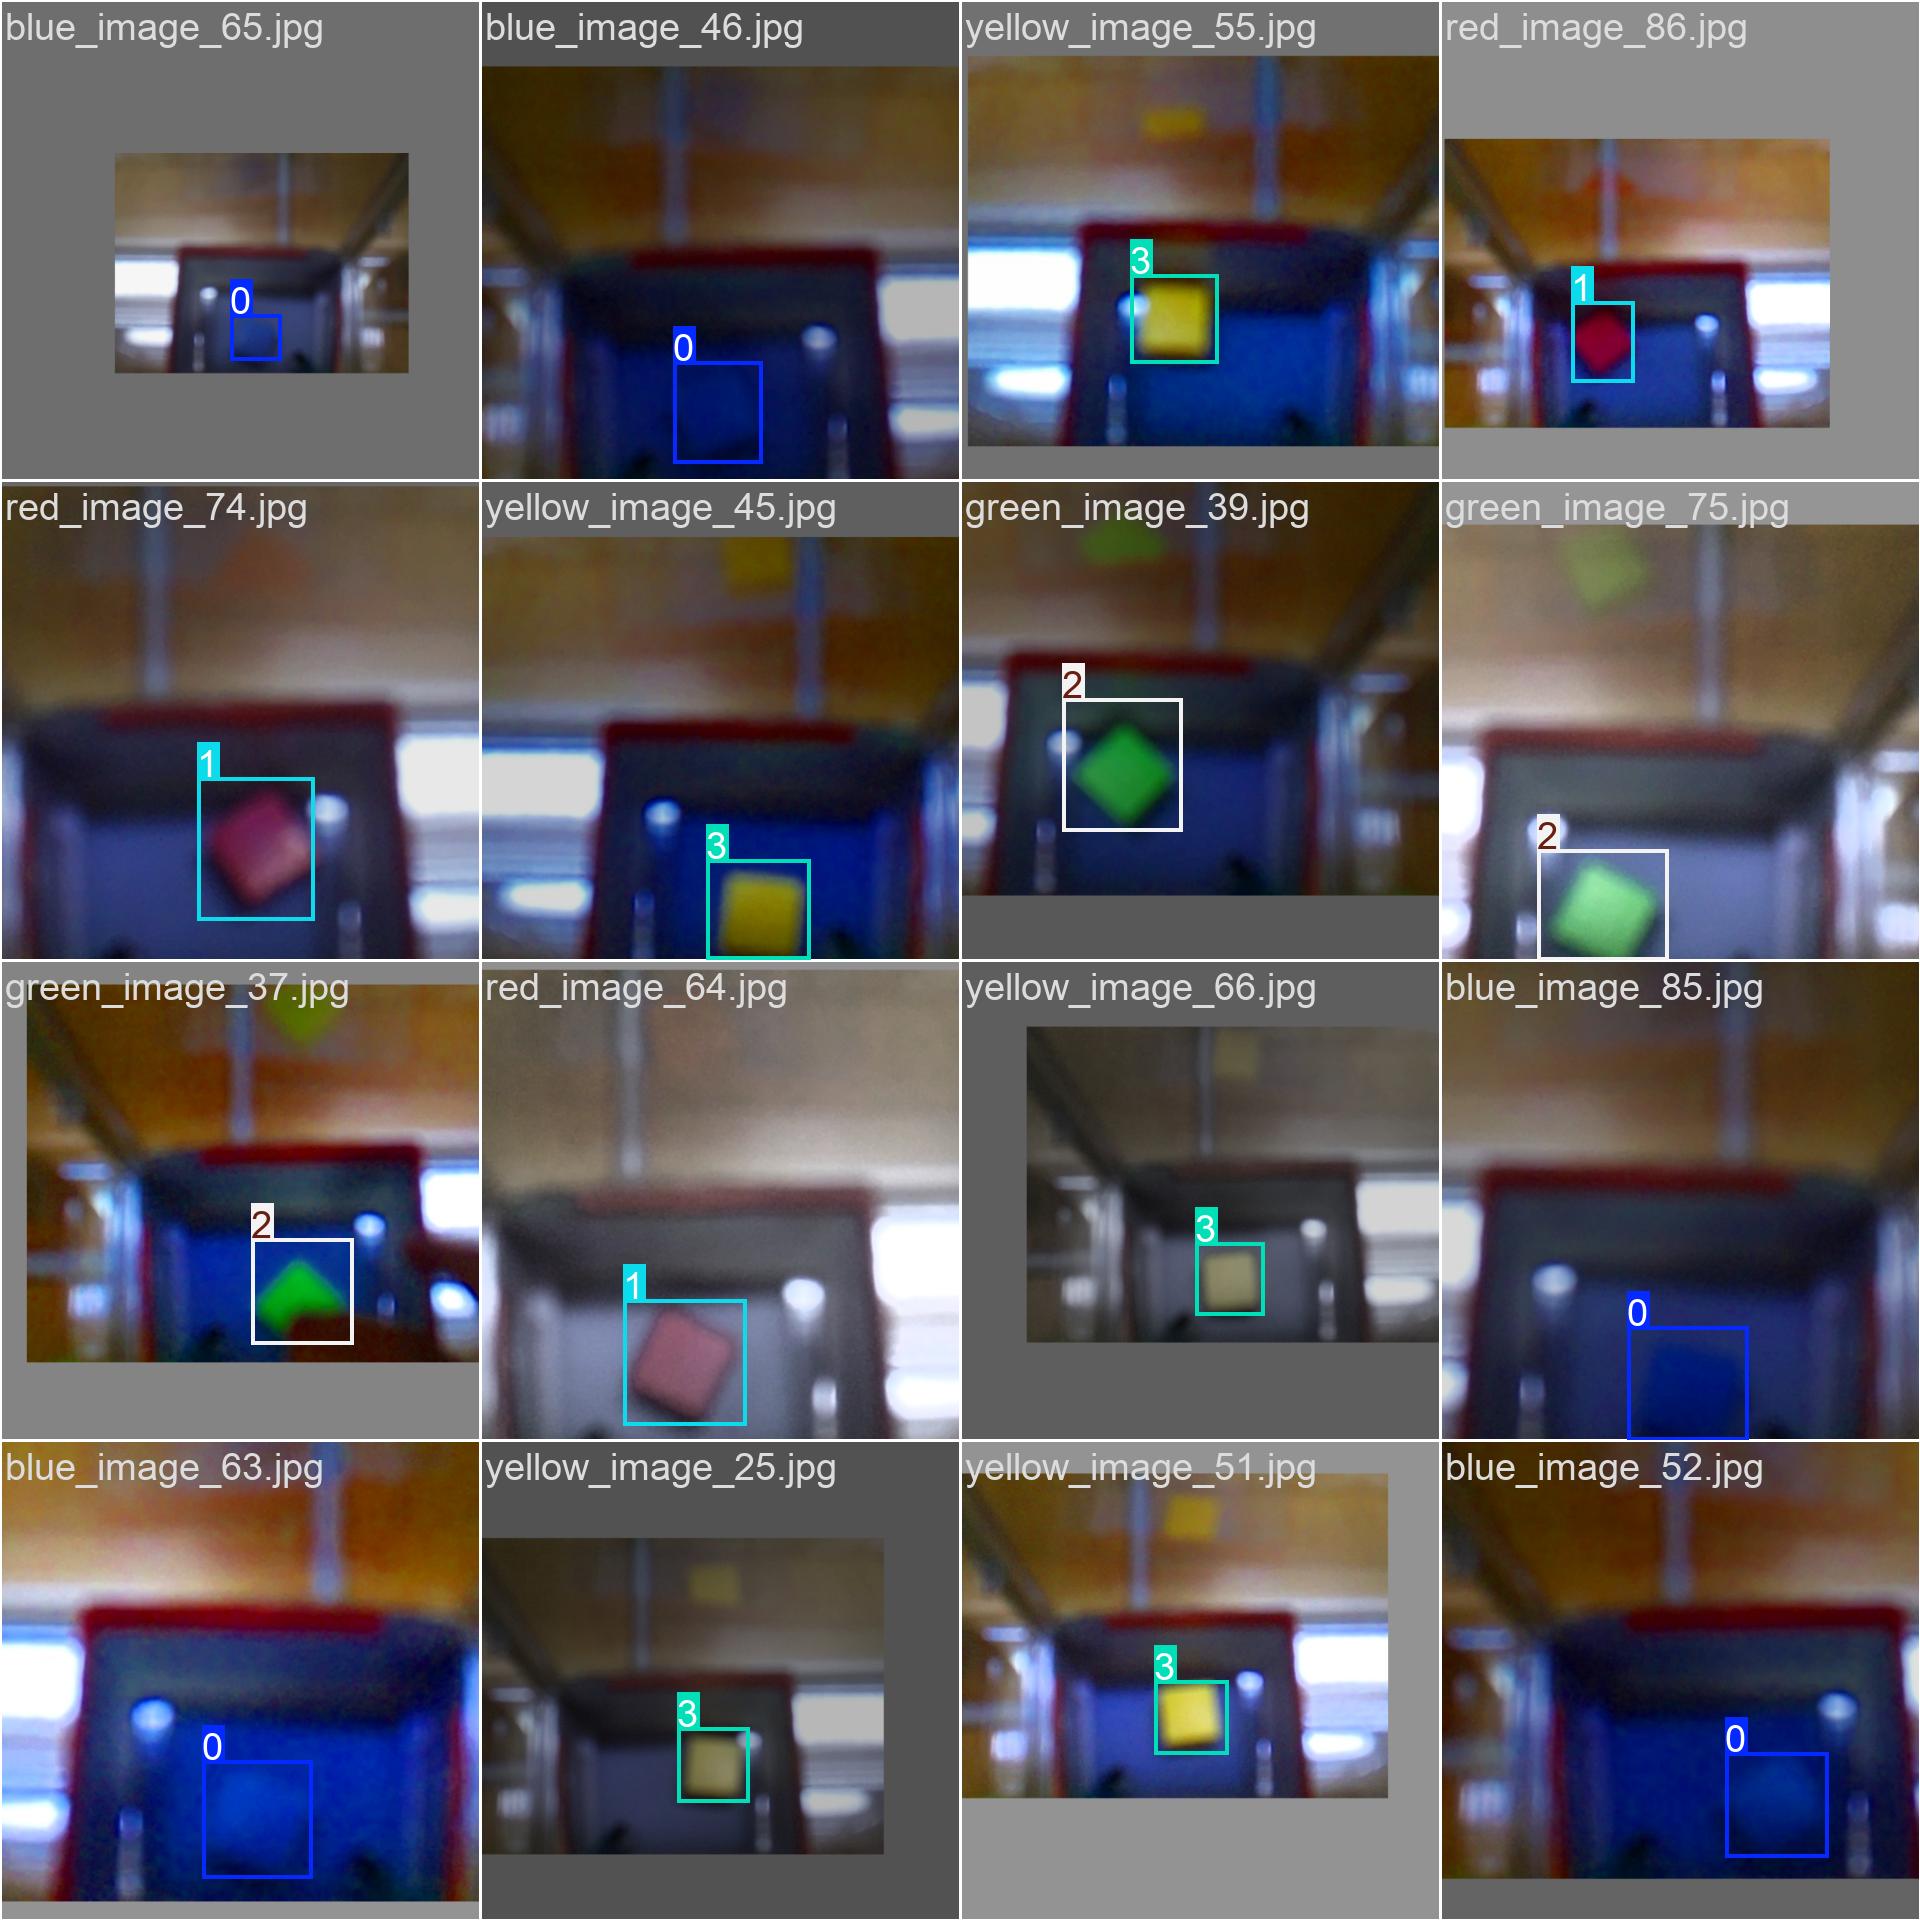 blue_image_65.jpg
blue_image_46.jpg
yellow_image_55.jpg
red_image_86.jpg
0
0
3
1
red_image_74.jpg
yellow_image_45.jpg
green_image_39.jpg
green_image_75.jpg
1
3
2
2
green_image_37.jpg
red_image_64.jpg
yellow_image_66.jpg
blue_image_85.jpg
2
1
3
0
blue_image_63.jpg
yellow_image_25.jpg
yellow_image_51.jpg
blue_image_52.jpg
0
3
3
0